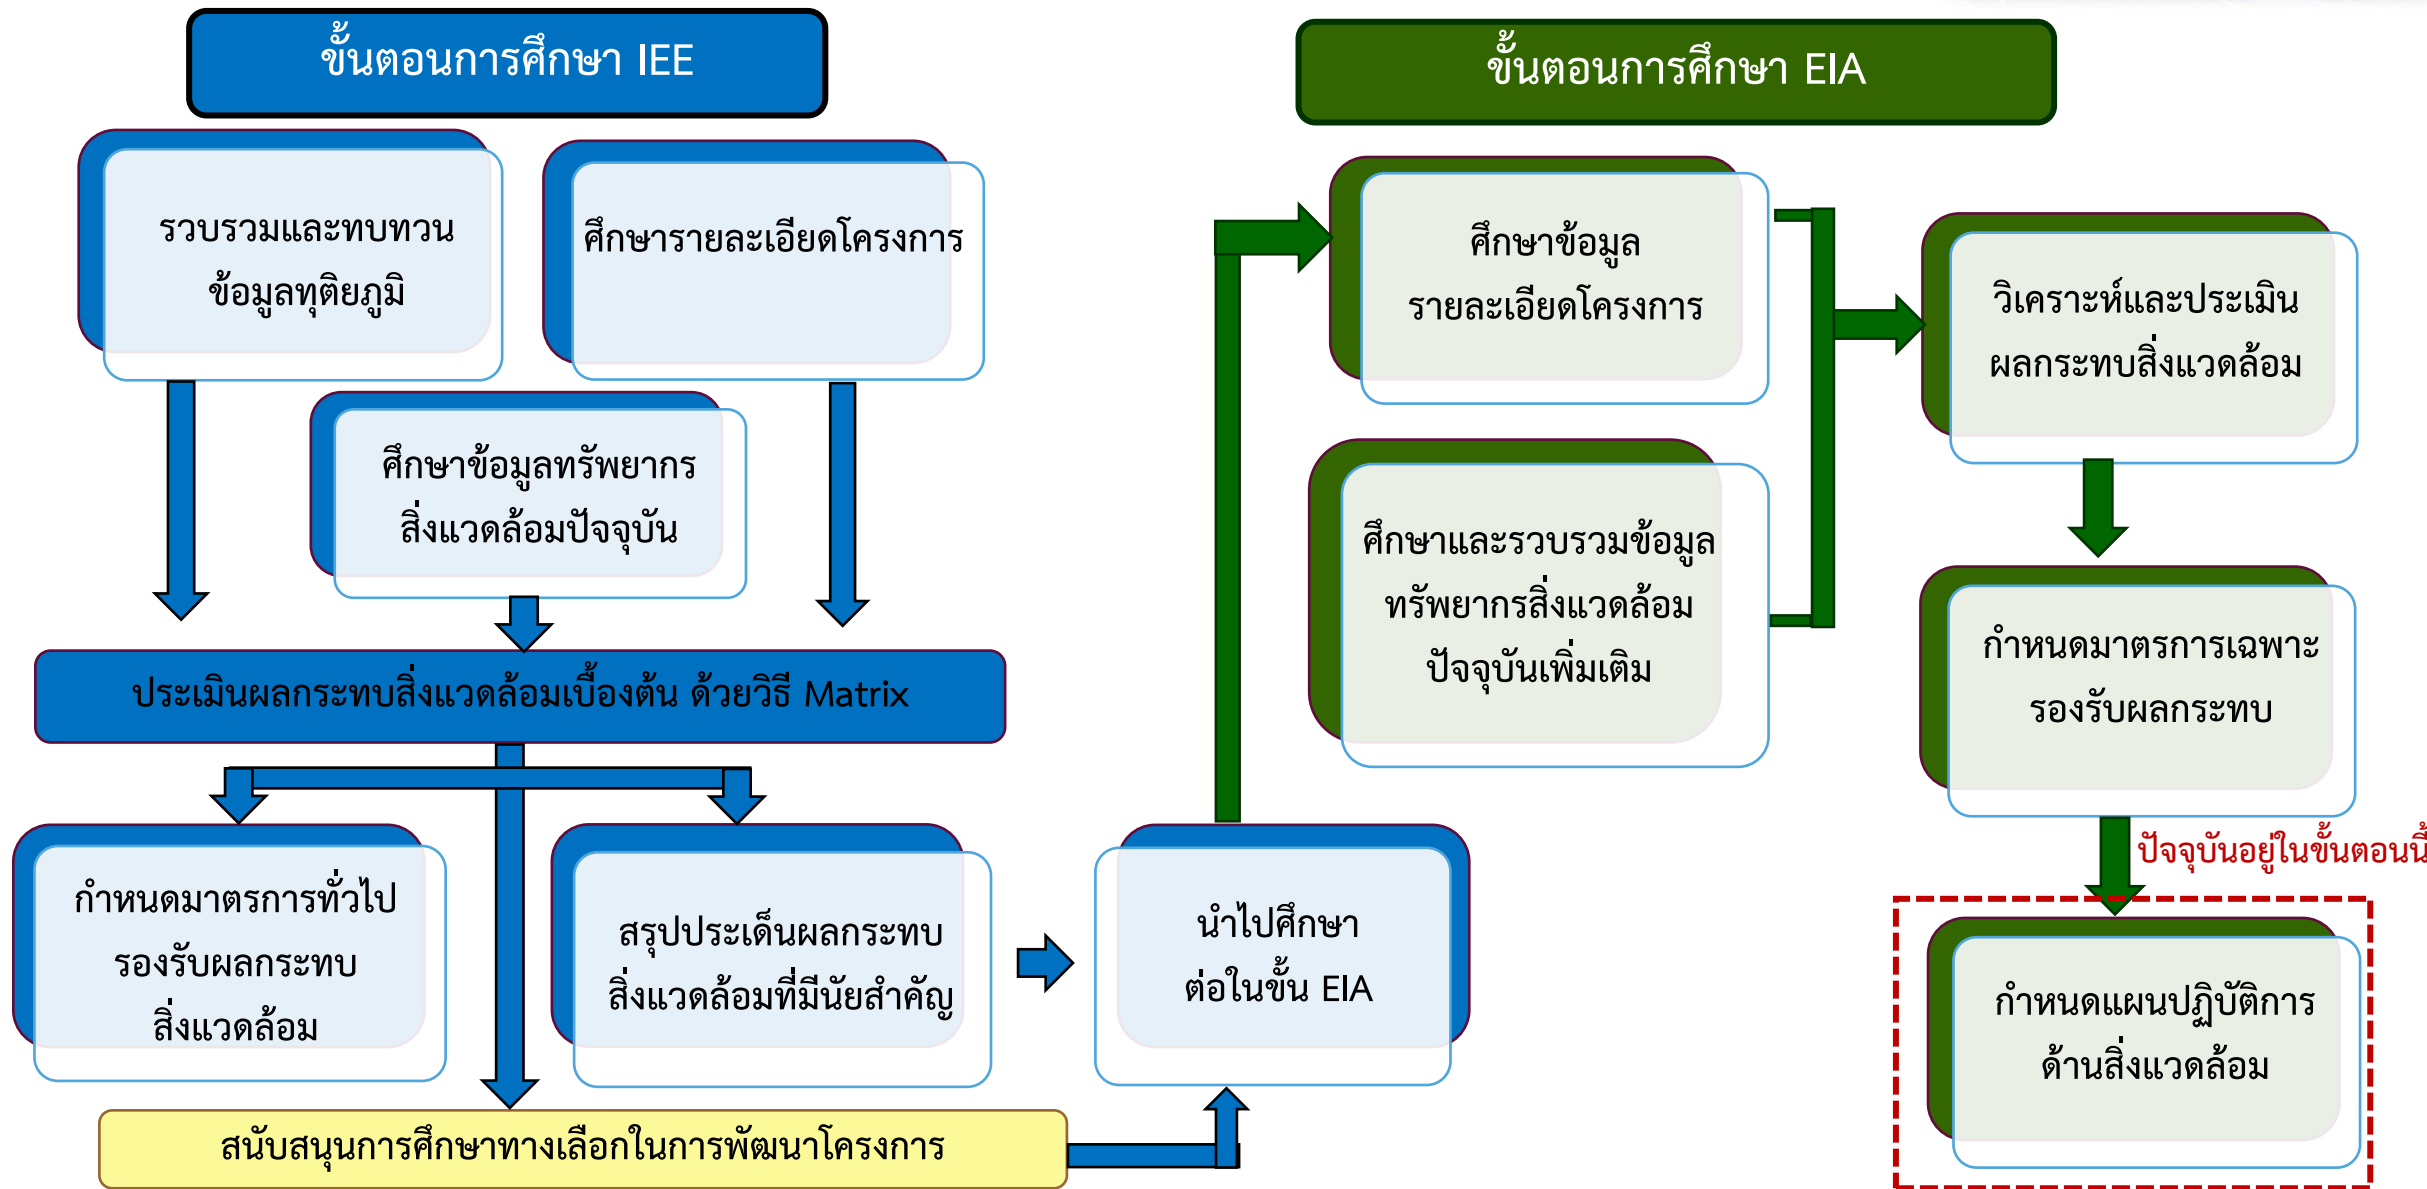 ขั้นตอนการศึกษา IEE
รวบรวมและทบทวน
ข้อมูลทุติยภูมิ
ศึกษารายละเอียดโครงการ
ศึกษาข้อมูลทรัพยากร
สิ่งแวดล้อมปัจจุบัน
ประเมินผลกระทบสิ่งแวดล้อมเบื้องต้น ด้วยวิธี Matrix
กำหนดมาตรการทั่วไป
รองรับผลกระทบ
สิ่งแวดล้อม
สรุปประเด็นผลกระทบ
สิ่งแวดล้อมที่มีนัยสำคัญ
นำไปศึกษา
ต่อในขั้น EIA
สนับสนุนการศึกษาทางเลือกในการพัฒนาโครงการ
ขั้นตอนการศึกษา EIA
ศึกษาข้อมูล
รายละเอียดโครงการ
ศึกษาและรวบรวมข้อมูล
ทรัพยากรสิ่งแวดล้อม
ปัจจุบันเพิ่มเติม
วิเคราะห์และประเมิน
ผลกระทบสิ่งแวดล้อม
กำหนดมาตรการเฉพาะ
รองรับผลกระทบ
ปัจจุบันอยู่ในขั้นตอนนี้
กำหนดแผนปฏิบัติการ
ด้านสิ่งแวดล้อม